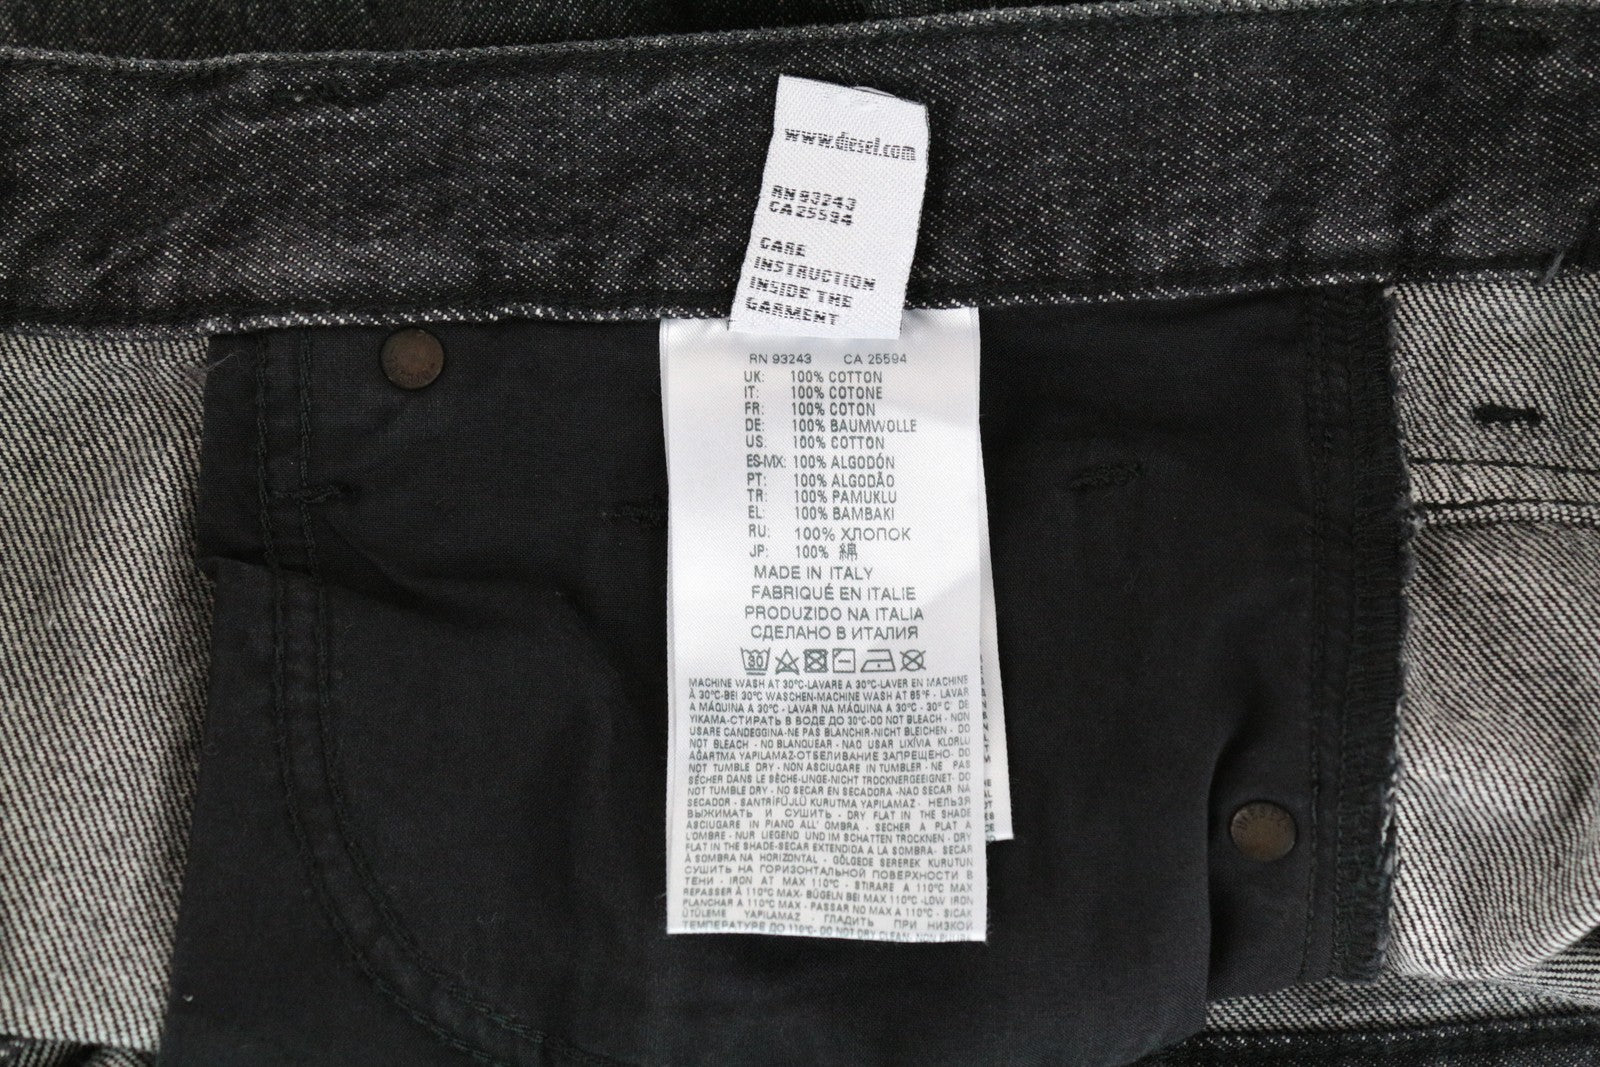 www.diesel.com
RN 93243
CA 25594
CARE
INSTRUCTION
INSIDE THE
GARMENT
RN 93243 CA 25594
UK: 100% COTTON
IT: 100% COTONE
FR: 100% COTON
DE: 100% BAUMWOLLE
US: 100% COTTON
ES-MX: 100% ALGODÓN
PT: 100% ALGODÃO
TR: 100% PAMUKLU
EL: 100% BAMBAKI
RU: 100% ХЛОПОК
JP: 100% 綿
MADE IN ITALY
FABRIQUÉ EN ITALIE
PRODUZIDO NA ITALIA
СДЕЛАНО В ИТАЛИЯ
30
MACHINE WASH AT 30°C-LAVARE A 30°C-LAVER EN MACHINE
À 30°C-BEI 30°C WASCHEN-MACHINE WASH AT 85°F - LAVAR
A MÁQUINA A 30°C - LAVAR NA MÁQUINA A 30°C - 30°C DE
YIKAMA-СТИРАТЬ В ВОДЕ ДО 30°C-DO NOT BLEACH - NON
USARE CANDEGGINA-NE PAS BLANCHIR-NICHT BLEICHEN - DO
NOT BLEACH - NO BLANQUEAR - NÃO USAR LIXÍVIA KLORLU
AĞARTMA YAPILAMAZ-ОТБЕЛИВАНИЕ ЗАПРЕЩЕНО- DO
NOT TUMBLE DRY - NON ASCIUGARE IN TUMBLER - NE PAS
SÉCHER DANS LE SÈCHE-LINGE-NICHT TROCKNERGEEIGNET- DO
NOT TUMBLE DRY - NO SECAR EN SECADORA -NÃO SECAR NA
SECADOR - SANTRİFÜJLÜ KURUTMA YAPILAMAZ - НЕЛЬЗЯ
ВЫЖИМАТЬ И СУШИТЬ - DRY FLAT IN THE SHADE
ASCIUGARE IN PIANO ALL' OMBRA - SÉCHER A PLAT À
L'OMBRE - NUR LIEGEND UND IM SCHATTEN TROCKNEN - DRY
FLAT IN THE SHADE-SECAR EXTENDIDA A LA SOMBRA- SECAR
À SOMBRA NA HORIZONTAL - GÖLGEDE SEREREK KURUTUN
СУШИТЬ НА ГОРИЗОНТАЛЬНОЙ ПОВЕРХНОСТИ В
ТЕНИ - IRON AT MAX 110°C - STIRARE A 110°C MAX
REPASSER À 110°C MAX- BÜGELN BEI MAX 110°C -LOW IRON
PLANCHAR A 110°C MAX - PASSAR NO MAX A 110°C - SICAK
ÜTÜLEME YAPILAMAZ - ГЛАДИТЬ ПРИ НИЗКОЙ
ТЕМПЕРАТУРЕ ДО 110°C- DO NOT DRY CLEAN